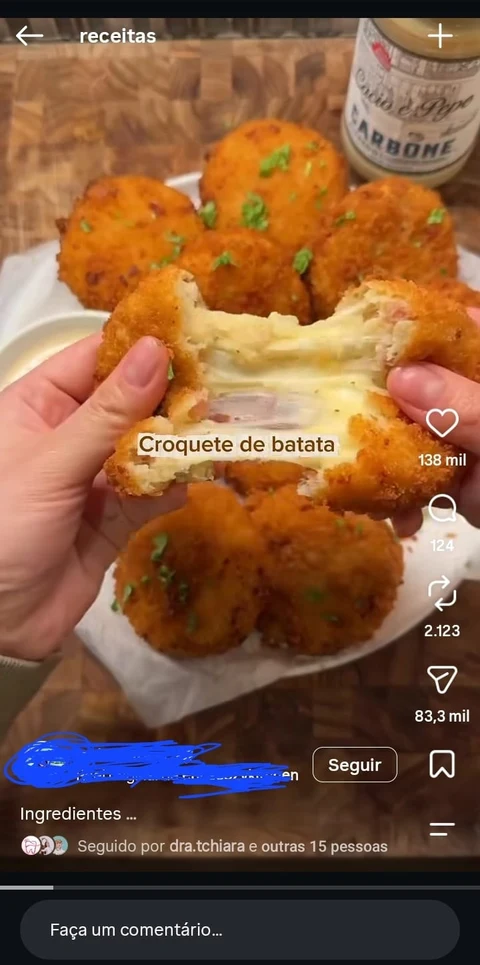 receitas
Cacio e Pepe
CARBONE
Croquete de batata
138 mil
124
2.123
83,3 mil
Seguir
Ingredientes ...
Seguido por dra.tchiara e outras 15 pessoas
Faça um comentário...